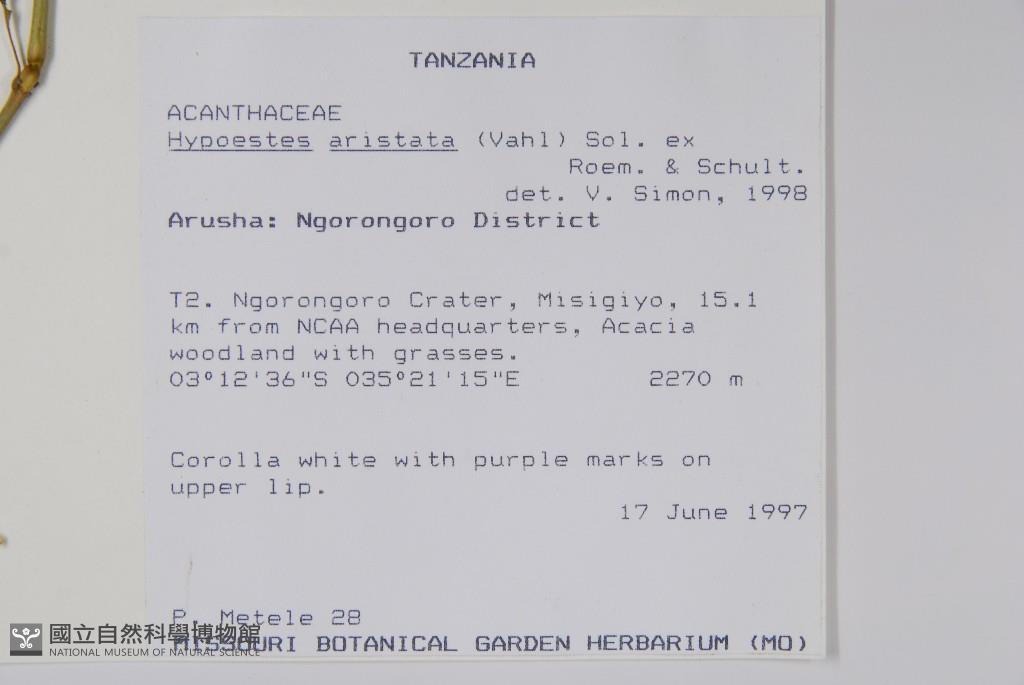 TANZANIA
ACANTHACEAE
Hypoestes aristata (Vahl) Sol. ex
Roem. & Schult.
det. V. Simon, 1998
Arusha: Ngorongoro District
T2. Ngorongoro Crater, Misigiyo, 15.1
km from NCAA headquarters, Acacia
woodland with grasses.
03°12'36"S 035°21'15"E 2270 m
Corolla white with purple marks on
upper lip.
17 June 1997
P. Metele 28
MISSOURI BOTANICAL GARDEN HERBARIUM (MO)
國立自然科學博物館
NATIONAL MUSEUM OF NATURAL SCIENCE